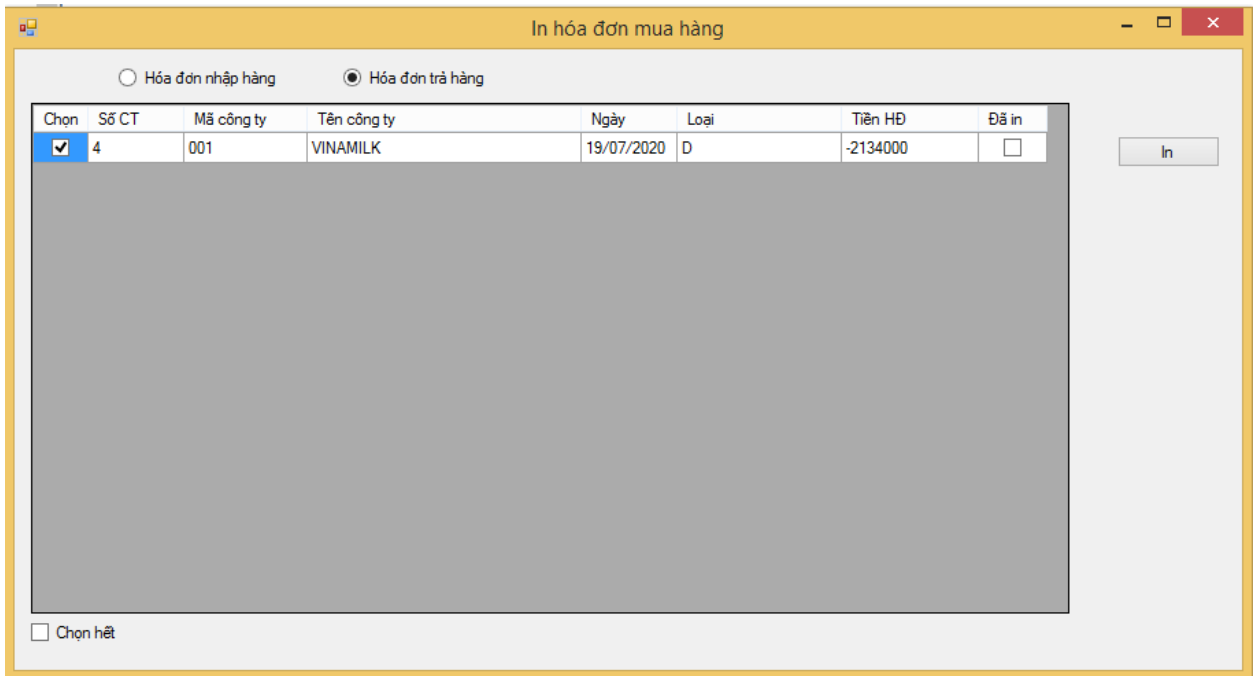 In hóa đơn mua hàng
Hóa đơn nhập hàng Hóa đơn trả hàng
Chọn Số CT Mã công ty Tên công ty Ngày Loại Tiền HĐ Đã in
4 001 VINAMILK 19/07/2020 D -2134000
In
Chọn hết